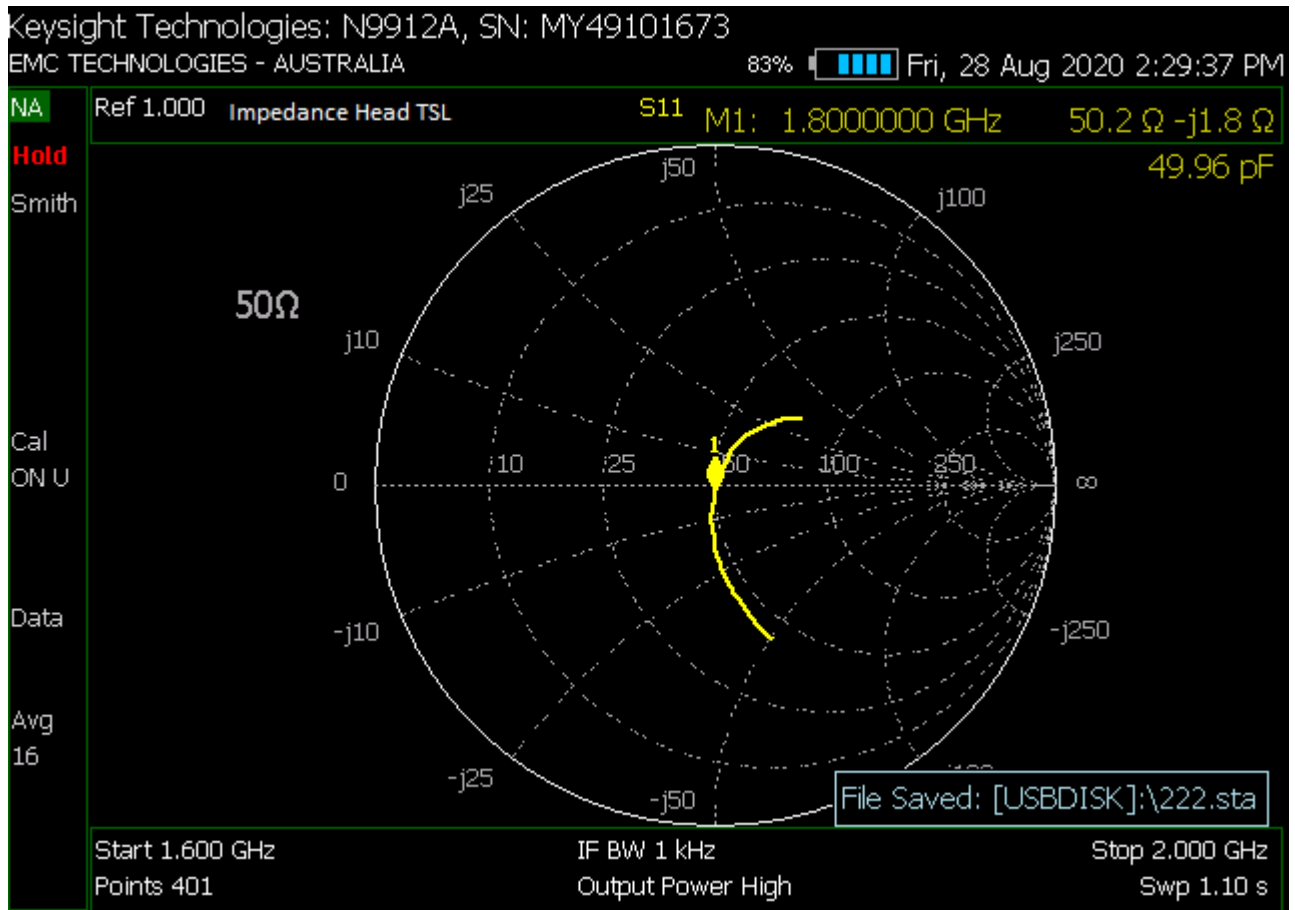 Keysight Technologies: N9912A, SN: MY49101673
EMC TECHNOLOGIES - AUSTRALIA 83% Fri, 28 Aug 2020 2:29:37 PM
NA Ref 1.000 Impedance Head TSL S11 M1: 1.8000000 GHz 50.2 Ω -j1.8 Ω
Hold
49.96 pF
Smith
j50
j25 j100
50Ω
j10 j250
Cal
1
0 10 25 50 100 250 ∞
ON U
Data
-j10 -j250
Avg
16
-j25 -j50
File Saved: [USBDISK]:\222.sta
Start 1.600 GHz IF BW 1 kHz Stop 2.000 GHz
Points 401 Output Power High Swp 1.10 s